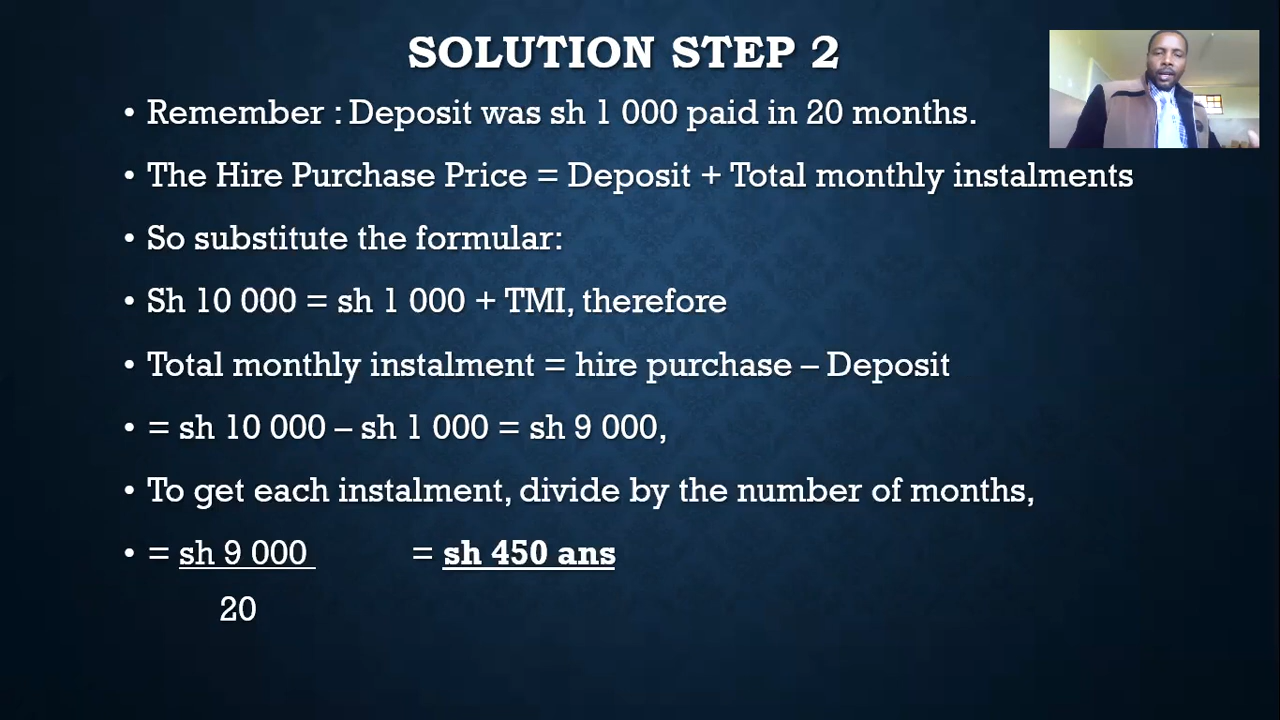 SOLUTION STEP 2
• Remember : Deposit was sh 1 000 paid in 20 months.
• The Hire Purchase Price = Deposit + Total monthly instalments
• So substitute the formular:
• Sh 10 000 = sh 1 000 + TMI, therefore
• Total monthly instalment = hire purchase – Deposit
• = sh 10 000 – sh 1 000 = sh 9 000,
• To get each instalment, divide by the number of months,
• = sh 9 000 = sh 450 ans
20